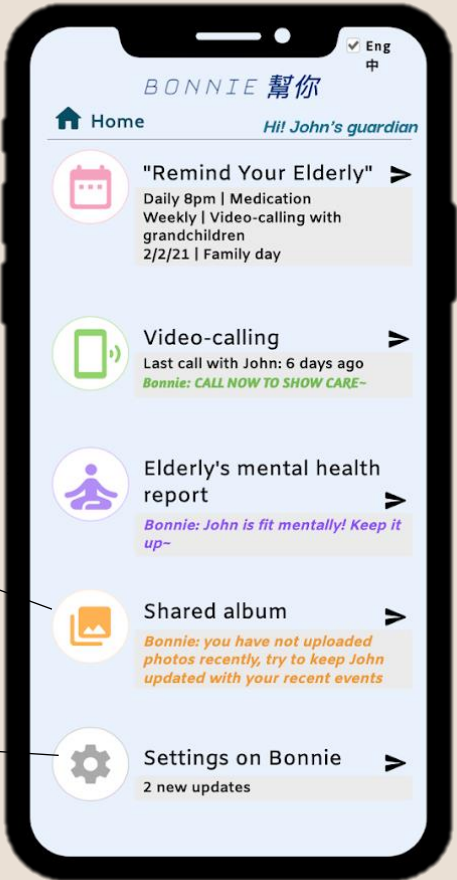 Eng
中
BONNIE 幫你
Home
Hi! John's guardian
"Remind Your Elderly"
Daily 8pm | Medication
Weekly | Video-calling with
grandchildren
2/2/21 | Family day
Video-calling
Last call with John: 6 days ago
Bonnie: CALL NOW TO SHOW CARE~
Elderly's mental health
report
Bonnie: John is fit mentally! Keep it
up~
Shared album
Bonnie: you have not uploaded
photos recently, try to keep John
updated with your recent events
Settings on Bonnie
2 new updates